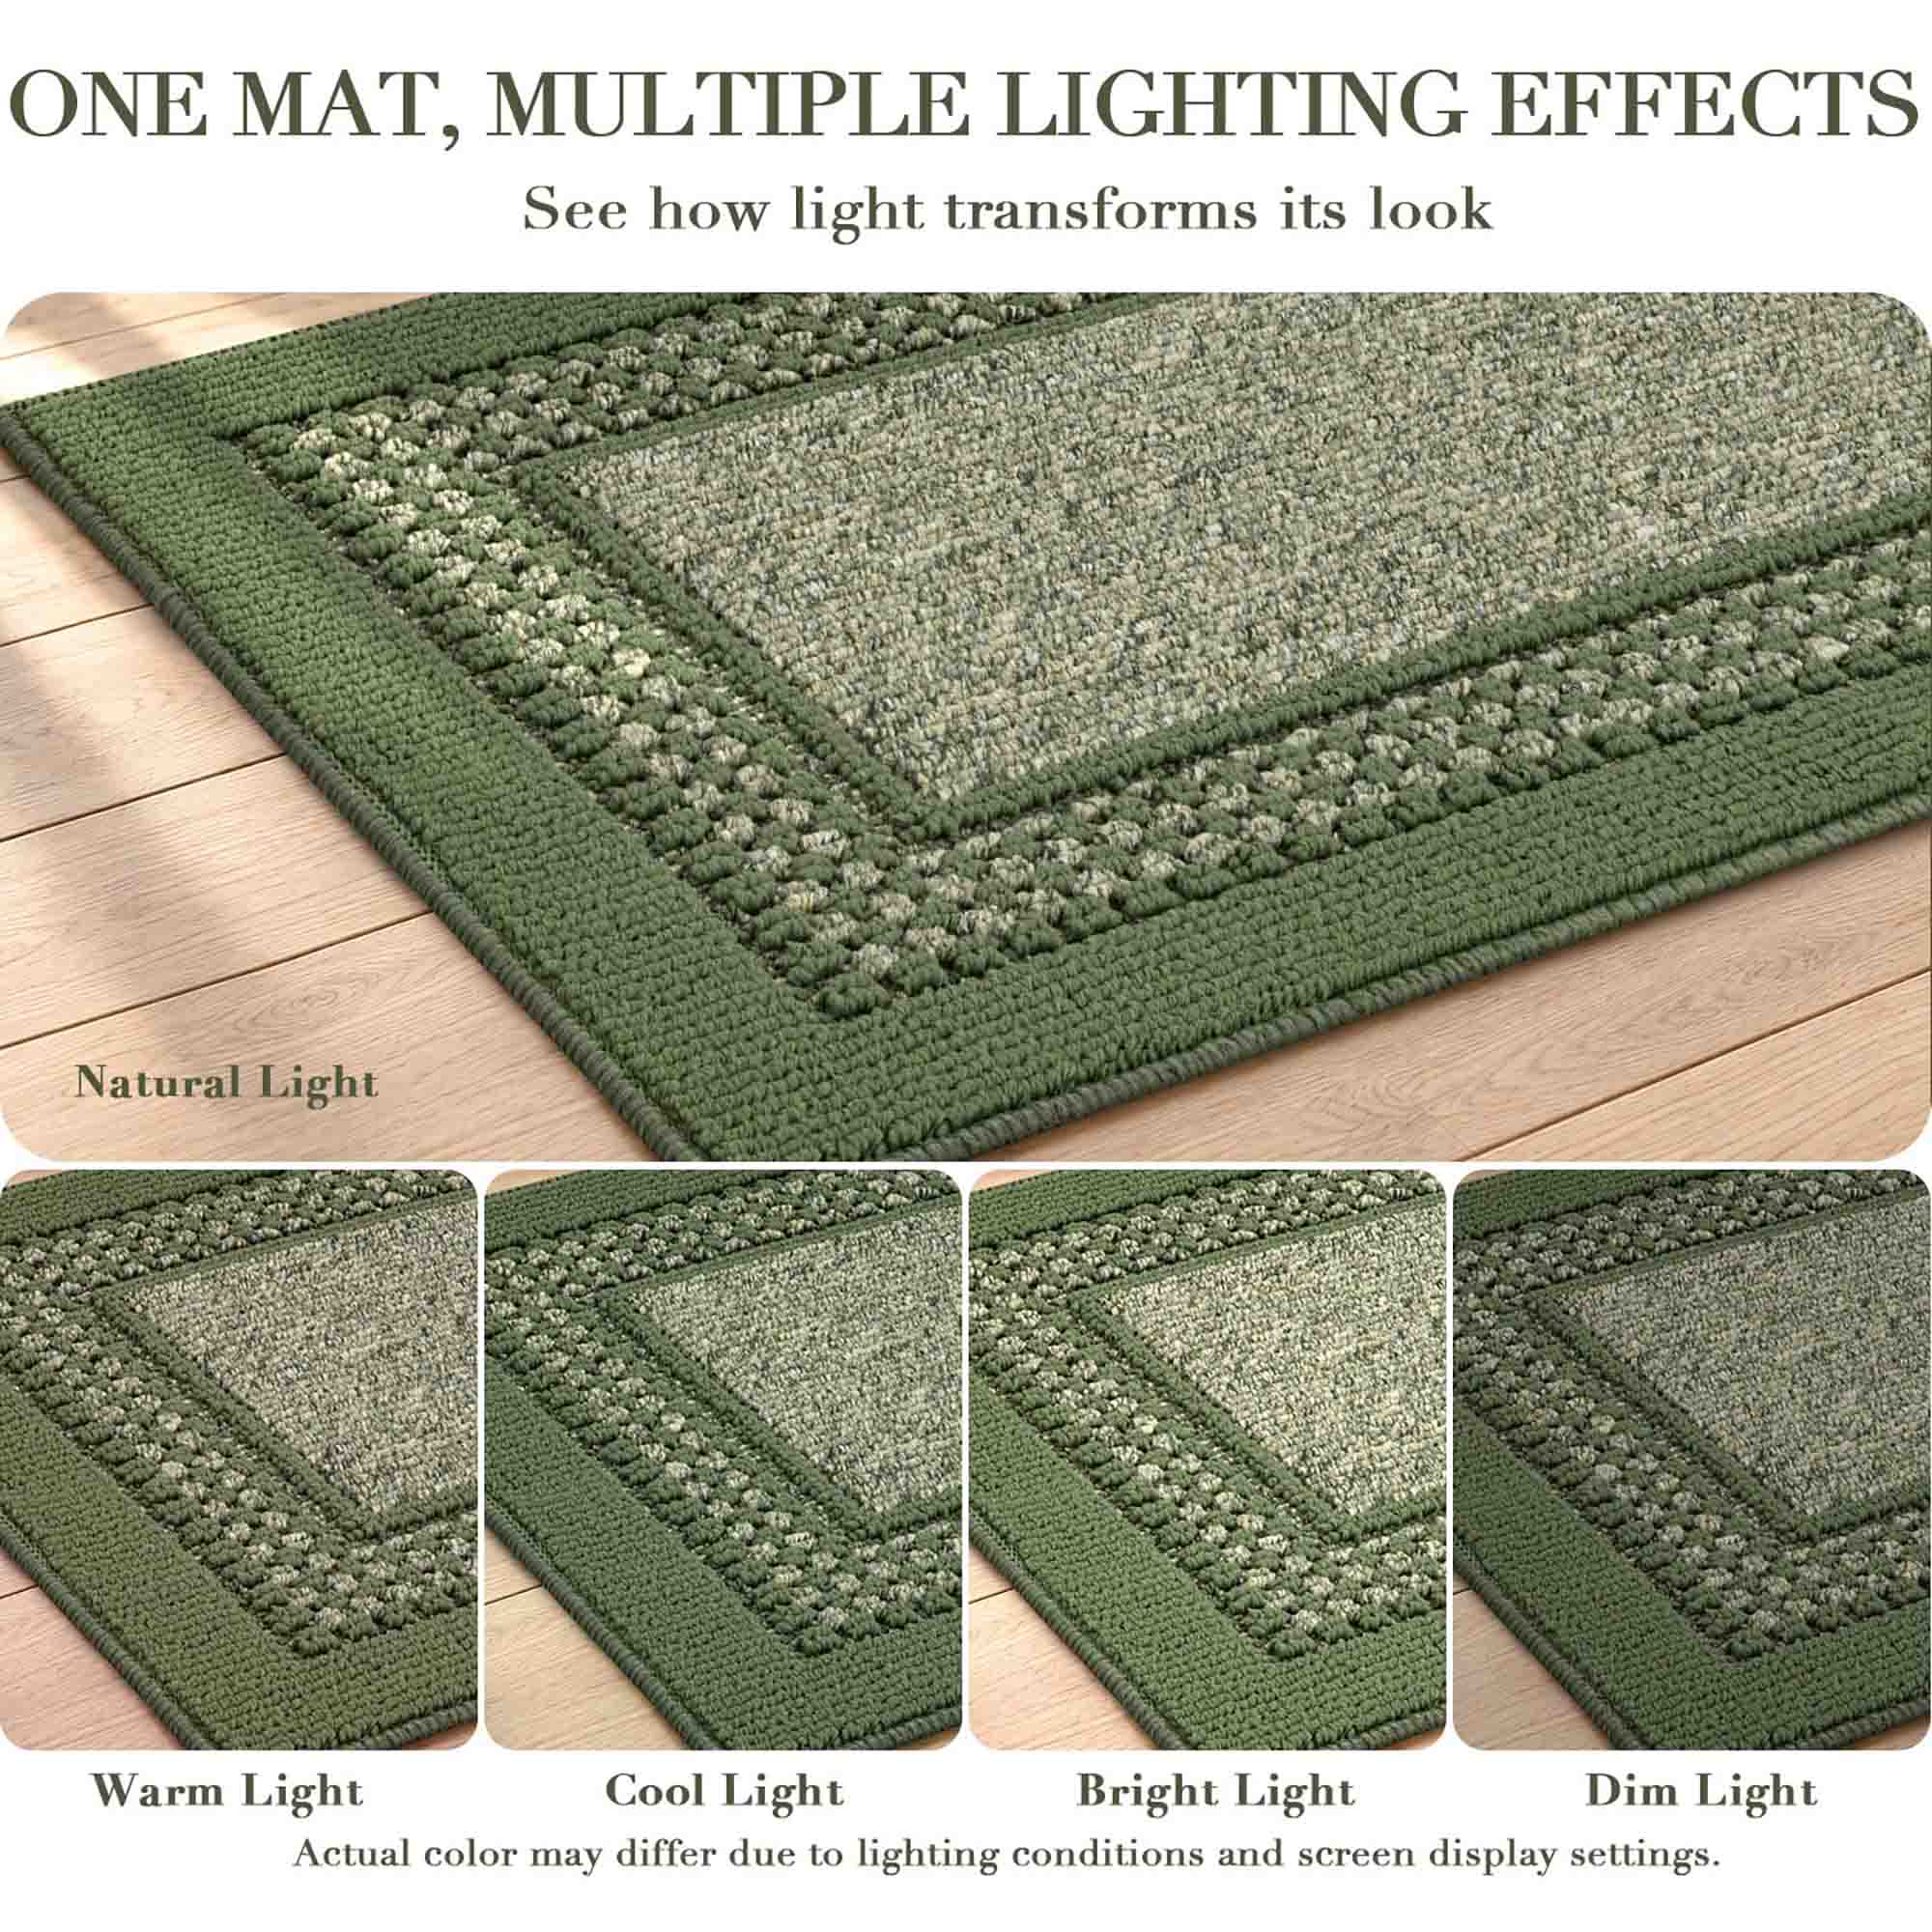 ONE MAT, MULTIPLE LIGHTING EFFECTS
See how light transforms its look
Natural Light
Warm Light
Cool Light
Bright Light
Dim Light
Actual color may differ due to lighting conditions and screen display settings.